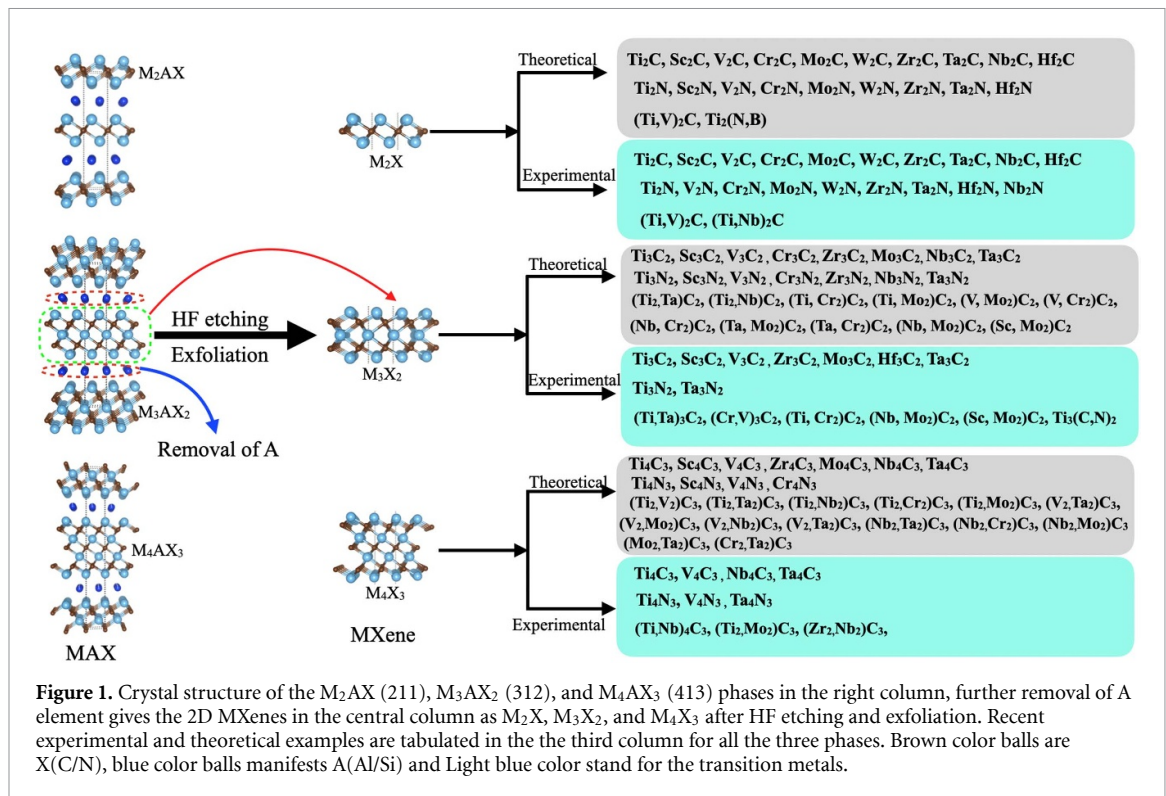 M₂AX
M₂X
Theoretical
Ti₂C, Sc₂C, V₂C, Cr₂C, Mo₂C, W₂C, Zr₂C, Ta₂C, Nb₂C, Hf₂C
Ti₂N, Sc₂N, V₂N, Cr₂N, Mo₂N, W₂N, Zr₂N, Ta₂N, Hf₂N
(Ti,V)₂C, Ti₂(N,B)
Experimental
Ti₂C, Sc₂C, V₂C, Cr₂C, Mo₂C, W₂C, Zr₂C, Ta₂C, Nb₂C, Hf₂C
Ti₂N, V₂N, Cr₂N, Mo₂N, W₂N, Zr₂N, Ta₂N, Hf₂N, Nb₂N
(Ti,V)₂C, (Ti,Nb)₂C
M₃AX₂
HF etching
Exfoliation
Removal of A
M₃X₂
Theoretical
Ti₃C₂, Sc₃C₂, V₃C₂ , Cr₃C₂, Zr₃C₂, Mo₃C₂, Nb₃C₂, Ta₃C₂
Ti₃N₂, Sc₃N₂, V₃N₂, Cr₃N₂, Zr₃N₂, Nb₃N₂, Ta₃N₂
(Ti₂,Ta)C₂, (Ti₂,Nb)C₂, (Ti, Cr₂)C₂, (Ti, Mo₂)C₂, (V, Mo₂)C₂, (V, Cr₂)C₂,
(Nb, Cr₂)C₂, (Ta, Mo₂)C₂, (Ta, Cr₂)C₂, (Nb, Mo₂)C₂, (Sc, Mo₂)C₂
Experimental
Ti₃C₂, Sc₃C₂, V₃C₂ , Zr₃C₂, Mo₃C₂, Hf₃C₂, Ta₃C₂
Ti₃N₂, Ta₃N₂
(Ti,Ta)₃C₂, (Cr,V)₃C₂, (Ti, Cr₂)C₂, (Nb, Mo₂)C₂, (Sc, Mo₂)C₂, Ti₃(C,N)₂
M₄AX₃
MAX
M₄X₃
MXene
Theoretical
Ti₄C₃, Sc₄C₃, V₄C₃ , Zr₄C₃, Mo₄C₃, Nb₄C₃, Ta₄C₃
Ti₄N₃, Sc₄N₃, V₄N₃ , Cr₄N₃
(Ti₂,V₂)C₃, (Ti₂,Ta₂)C₃, (Ti₂,Nb₂)C₃, (Ti₂,Cr₂)C₃, (Ti₂,Mo₂)C₃, (V₂,Ta₂)C₃,
(V₂,Mo₂)C₃, (V₂,Nb₂)C₃, (V₂,Ta₂)C₃, (Nb₂,Ta₂)C₃, (Nb₂,Cr₂)C₃, (Nb₂,Mo₂)C₃
(Mo₂,Ta₂)C₃, (Cr₂,Ta₂)C₃
Experimental
Ti₄C₃, V₄C₃ , Nb₄C₃, Ta₄C₃
Ti₄N₃, V₄N₃ , Ta₄N₃
(Ti,Nb)₄C₃, (Ti₂,Mo₂)C₃, (Zr₂,Nb₂)C₃,
Figure 1. Crystal structure of the M₂AX (211), M₃AX₂ (312), and M₄AX₃ (413) phases in the right column, further removal of A
element gives the 2D MXenes in the central column as M₂X, M₃X₂, and M₄X₃ after HF etching and exfoliation. Recent
experimental and theoretical examples are tabulated in the the third column for all the three phases. Brown color balls are
X(C/N), blue color balls manifests A(Al/Si) and Light blue color stand for the transition metals.